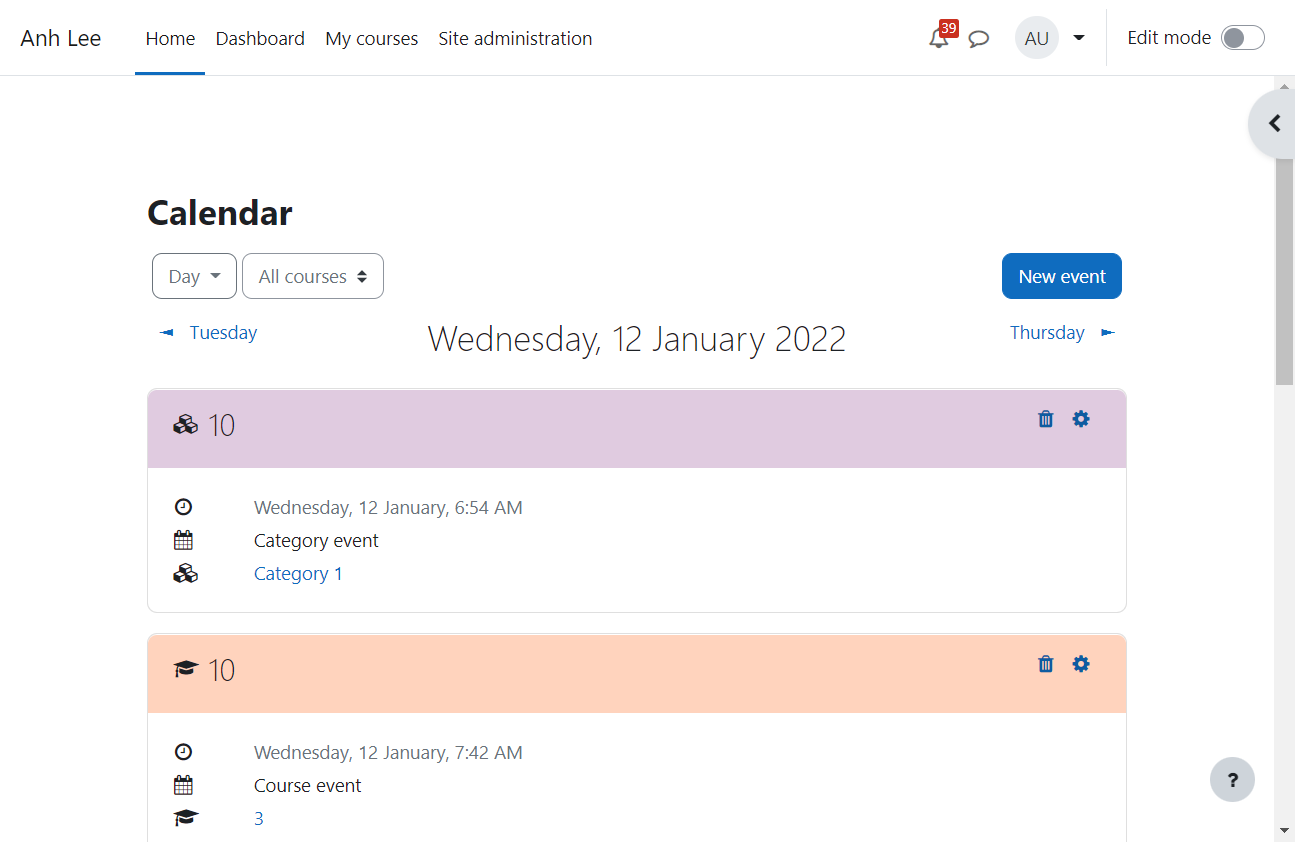 Anh Lee Home Dashboard My courses Site administration 39 AU Edit mode
Calendar
Day All courses New event
Tuesday Wednesday, 12 January 2022 Thursday
10
Wednesday, 12 January, 6:54 AM
Category event
Category 1
10
Wednesday, 12 January, 7:42 AM
Course event
3
?